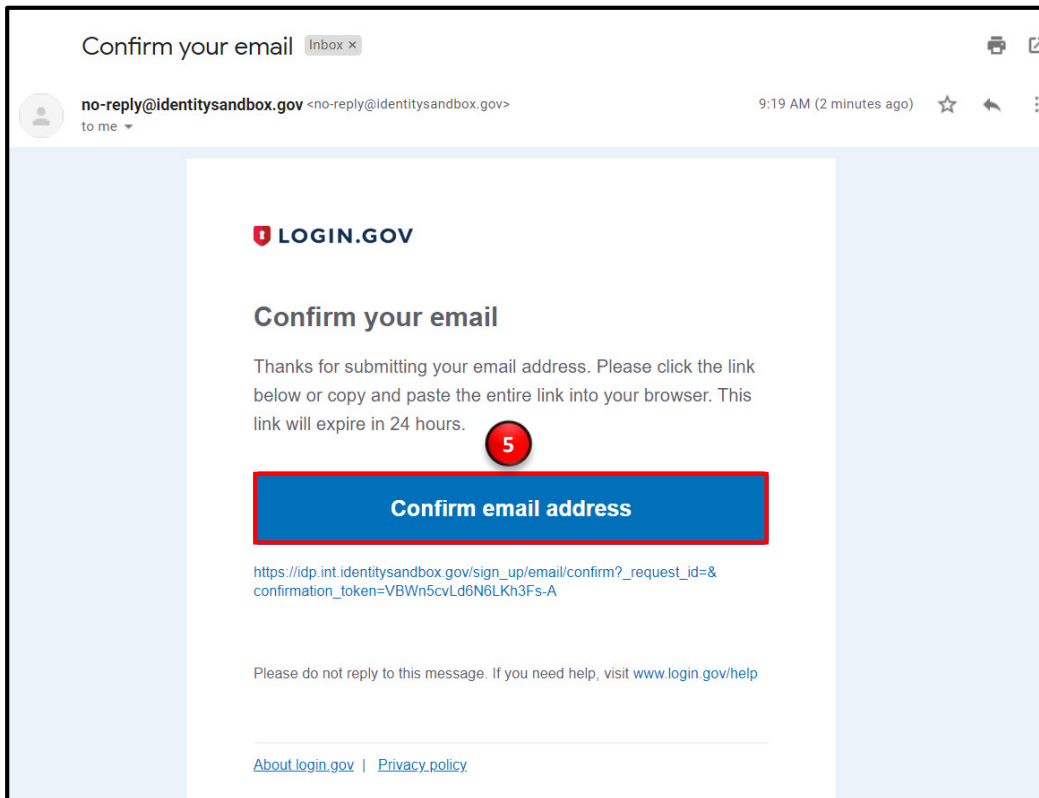 Confirm your email Inbox ×
no-reply@identitysandbox.gov <no-reply@identitysandbox.gov> 9:19 AM (2 minutes ago)
to me
LOGIN.GOV
Confirm your email
Thanks for submitting your email address. Please click the link
below or copy and paste the entire link into your browser. This
link will expire in 24 hours.
5
Confirm email address
https://idp.int.identitysandbox.gov/sign_up/email/confirm?_request_id=&
confirmation_token=VBWn5cvLd6N6LKh3Fs-A
Please do not reply to this message. If you need help, visit www.login.gov/help
About login.gov | Privacy policy